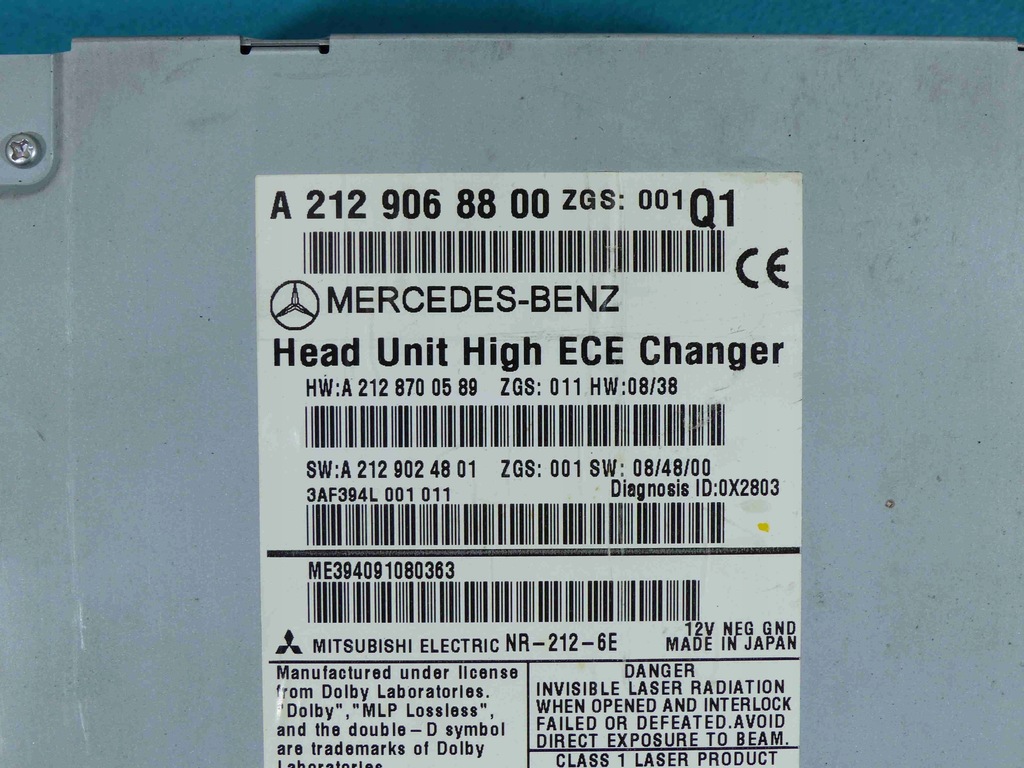 A 212 906 88 00 ZGS: 001 Q1
CE
MERCEDES-BENZ
Head Unit High ECE Changer
HW:A 212 870 05 89 ZGS: 011 HW:08/38
SW:A 212 902 48 01 ZGS: 001 SW: 08/48/00
3AF394L 001 011 Diagnosis ID:0X2803
ME394091080363
MITSUBISHI ELECTRIC NR-212-6E
12V NEG GND
MADE IN JAPAN
Manufactured under license
from Dolby Laboratories.
"Dolby","MLP Lossless",
and the double-D symbol
are trademarks of Dolby
Laboratories
DANGER
INVISIBLE LASER RADIATION
WHEN OPENED AND INTERLOCK
FAILED OR DEFEATED.AVOID
DIRECT EXPOSURE TO BEAM.
CLASS 1 LASER PRODUCT